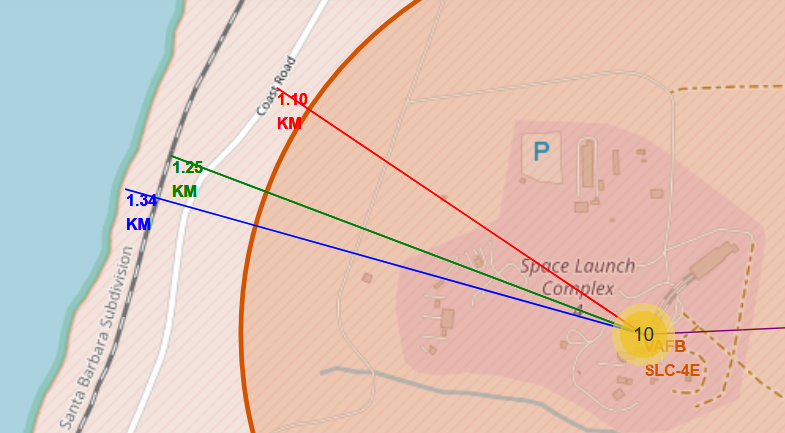 Coast Road
1.10
KM
P
1.25
KM
1.34
KM
Santa Barbara Subdivision
Space Launch
Complex
4
10
VAFB
SLC-4E